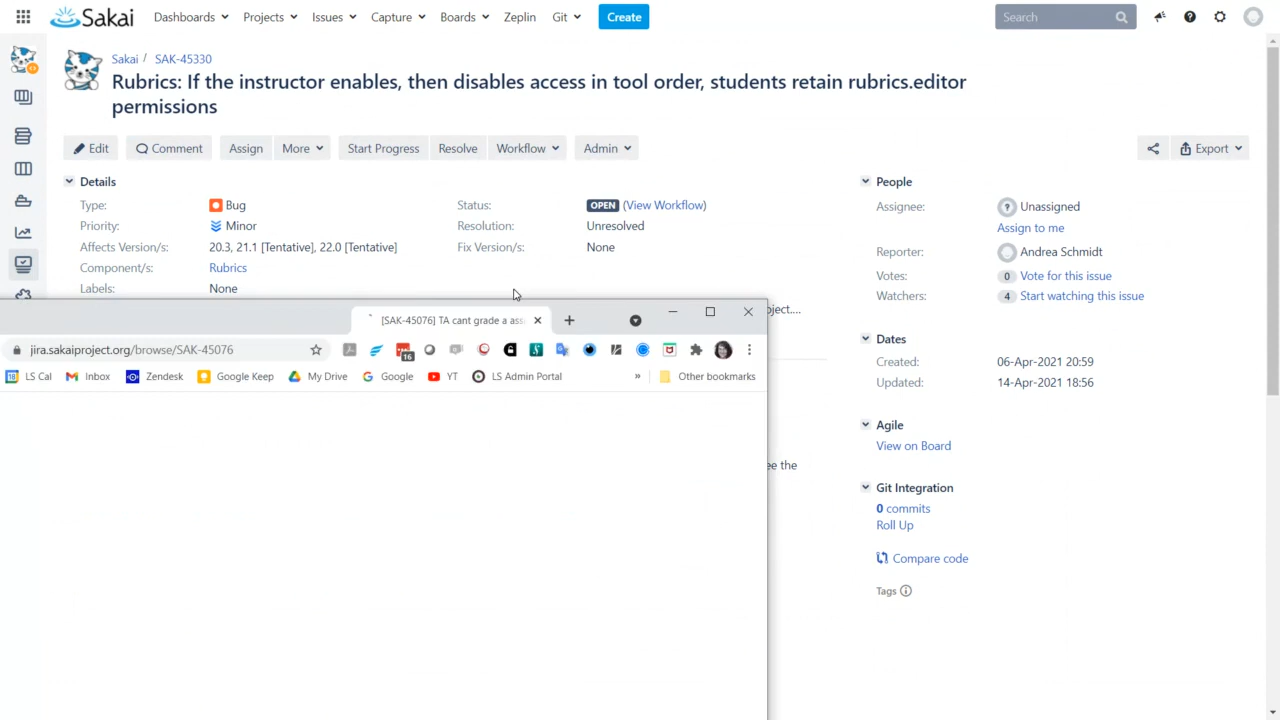 Sakai Dashboards Projects Issues Capture Boards Zeplin Git Create Search
Sakai / SAK-45330
Rubrics: If the instructor enables, then disables access in tool order, students retain rubrics.editor
permissions
Edit Comment Assign More Start Progress Resolve Workflow Admin Export
Details
Type: Bug
Priority: Minor
Affects Version/s: 20.3, 21.1 [Tentative], 22.0 [Tentative]
Component/s: Rubrics
Labels: None
Status: OPEN (View Workflow)
Resolution: Unresolved
Fix Version/s: None
People
Assignee: Unassigned
Assign to me
Reporter: Andrea Schmidt
Votes: 0 Vote for this issue
Watchers: 4 Start watching this issue
oject....
Dates
Created: 06-Apr-2021 20:59
Updated: 14-Apr-2021 18:56
Agile
View on Board
ee the
Git Integration
0 commits
Roll Up
Compare code
Tags
[SAK-45076] TA cant grade a ass
jira.sakaiproject.org/browse/SAK-45076
16
LS Cal Inbox Zendesk Google Keep My Drive Google YT LS Admin Portal » Other bookmarks